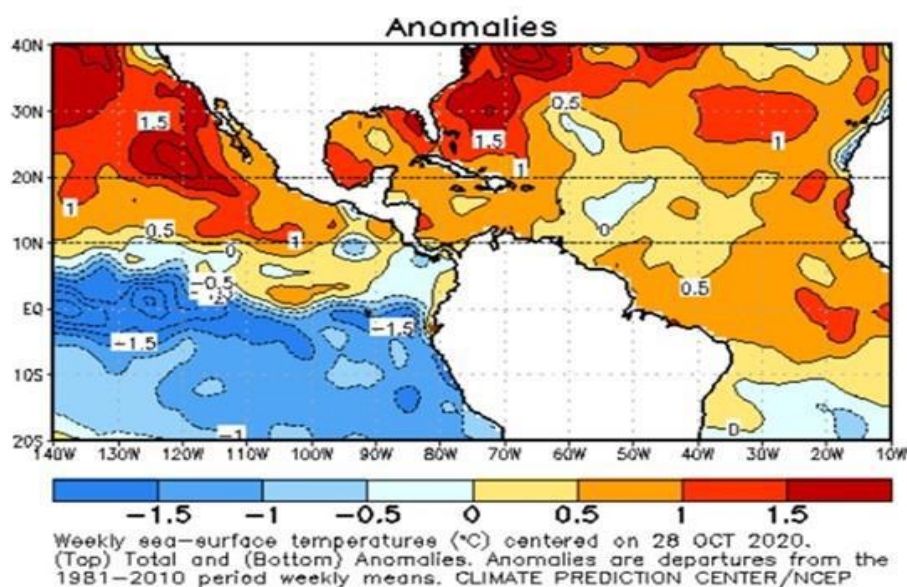 Anomalies
40N
1.5
0.5
30N
1.5
1
20N
1
0.5
0
1
0
10N
0.5
-0.5
EQ
-1.5
-1.5
10S
-1
0
20S
140W 130W 120W 110W 100W 90W 80W 70W 60W 50W 40W 30W 20W 10W
-1.5 -1 -0.5 0 0.5 1 1.5
Weekly sea-surface temperatures (°C) centered on 28 OCT 2020.
(Top) Total and (Bottom) Anomalies. Anomalies are departures from the
1981-2010 period weekly means. CLIMATE PREDICTION CENTER/NCEP